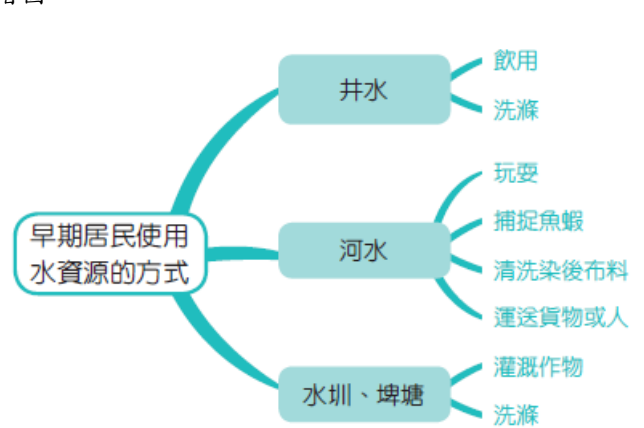 井水
飲用
洗滌
早期居民使用
水資源的方式
河水
玩耍
捕捉魚蝦
清洗染後布料
運送貨物或人
水圳、埤塘
灌溉作物
洗滌